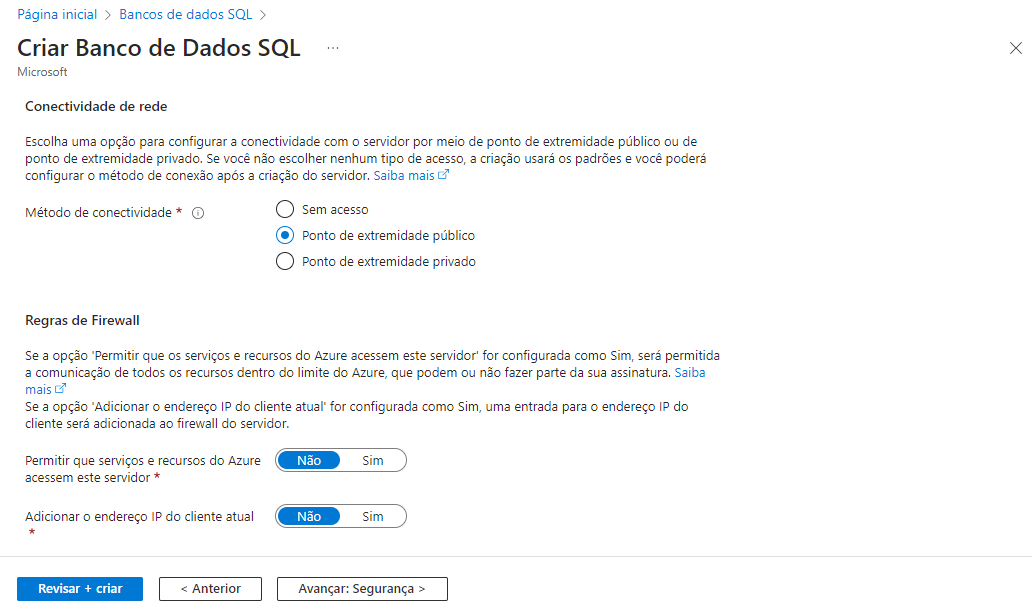 Página inicial > Bancos de dados SQL >
Criar Banco de Dados SQL ...
Microsoft
Conectividade de rede
Escolha uma opção para configurar a conectividade com o servidor por meio de ponto de extremidade público ou de
ponto de extremidade privado. Se você não escolher nenhum tipo de acesso, a criação usará os padrões e você poderá
configurar o método de conexão após a criação do servidor. Saiba mais
Método de conectividade *
Sem acesso
Ponto de extremidade público
Ponto de extremidade privado
Regras de Firewall
Se a opção 'Permitir que os serviços e recursos do Azure acessem este servidor' for configurada como Sim, será permitida
a comunicação de todos os recursos dentro do limite do Azure, que podem ou não fazer parte da sua assinatura. Saiba
mais
Se a opção 'Adicionar o endereço IP do cliente atual' for configurada como Sim, uma entrada para o endereço IP do
cliente será adicionada ao firewall do servidor.
Permitir que serviços e recursos do Azure
acessem este servidor *
Não Sim
Adicionar o endereço IP do cliente atual
*
Não Sim
Revisar + criar
< Anterior
Avançar: Segurança >